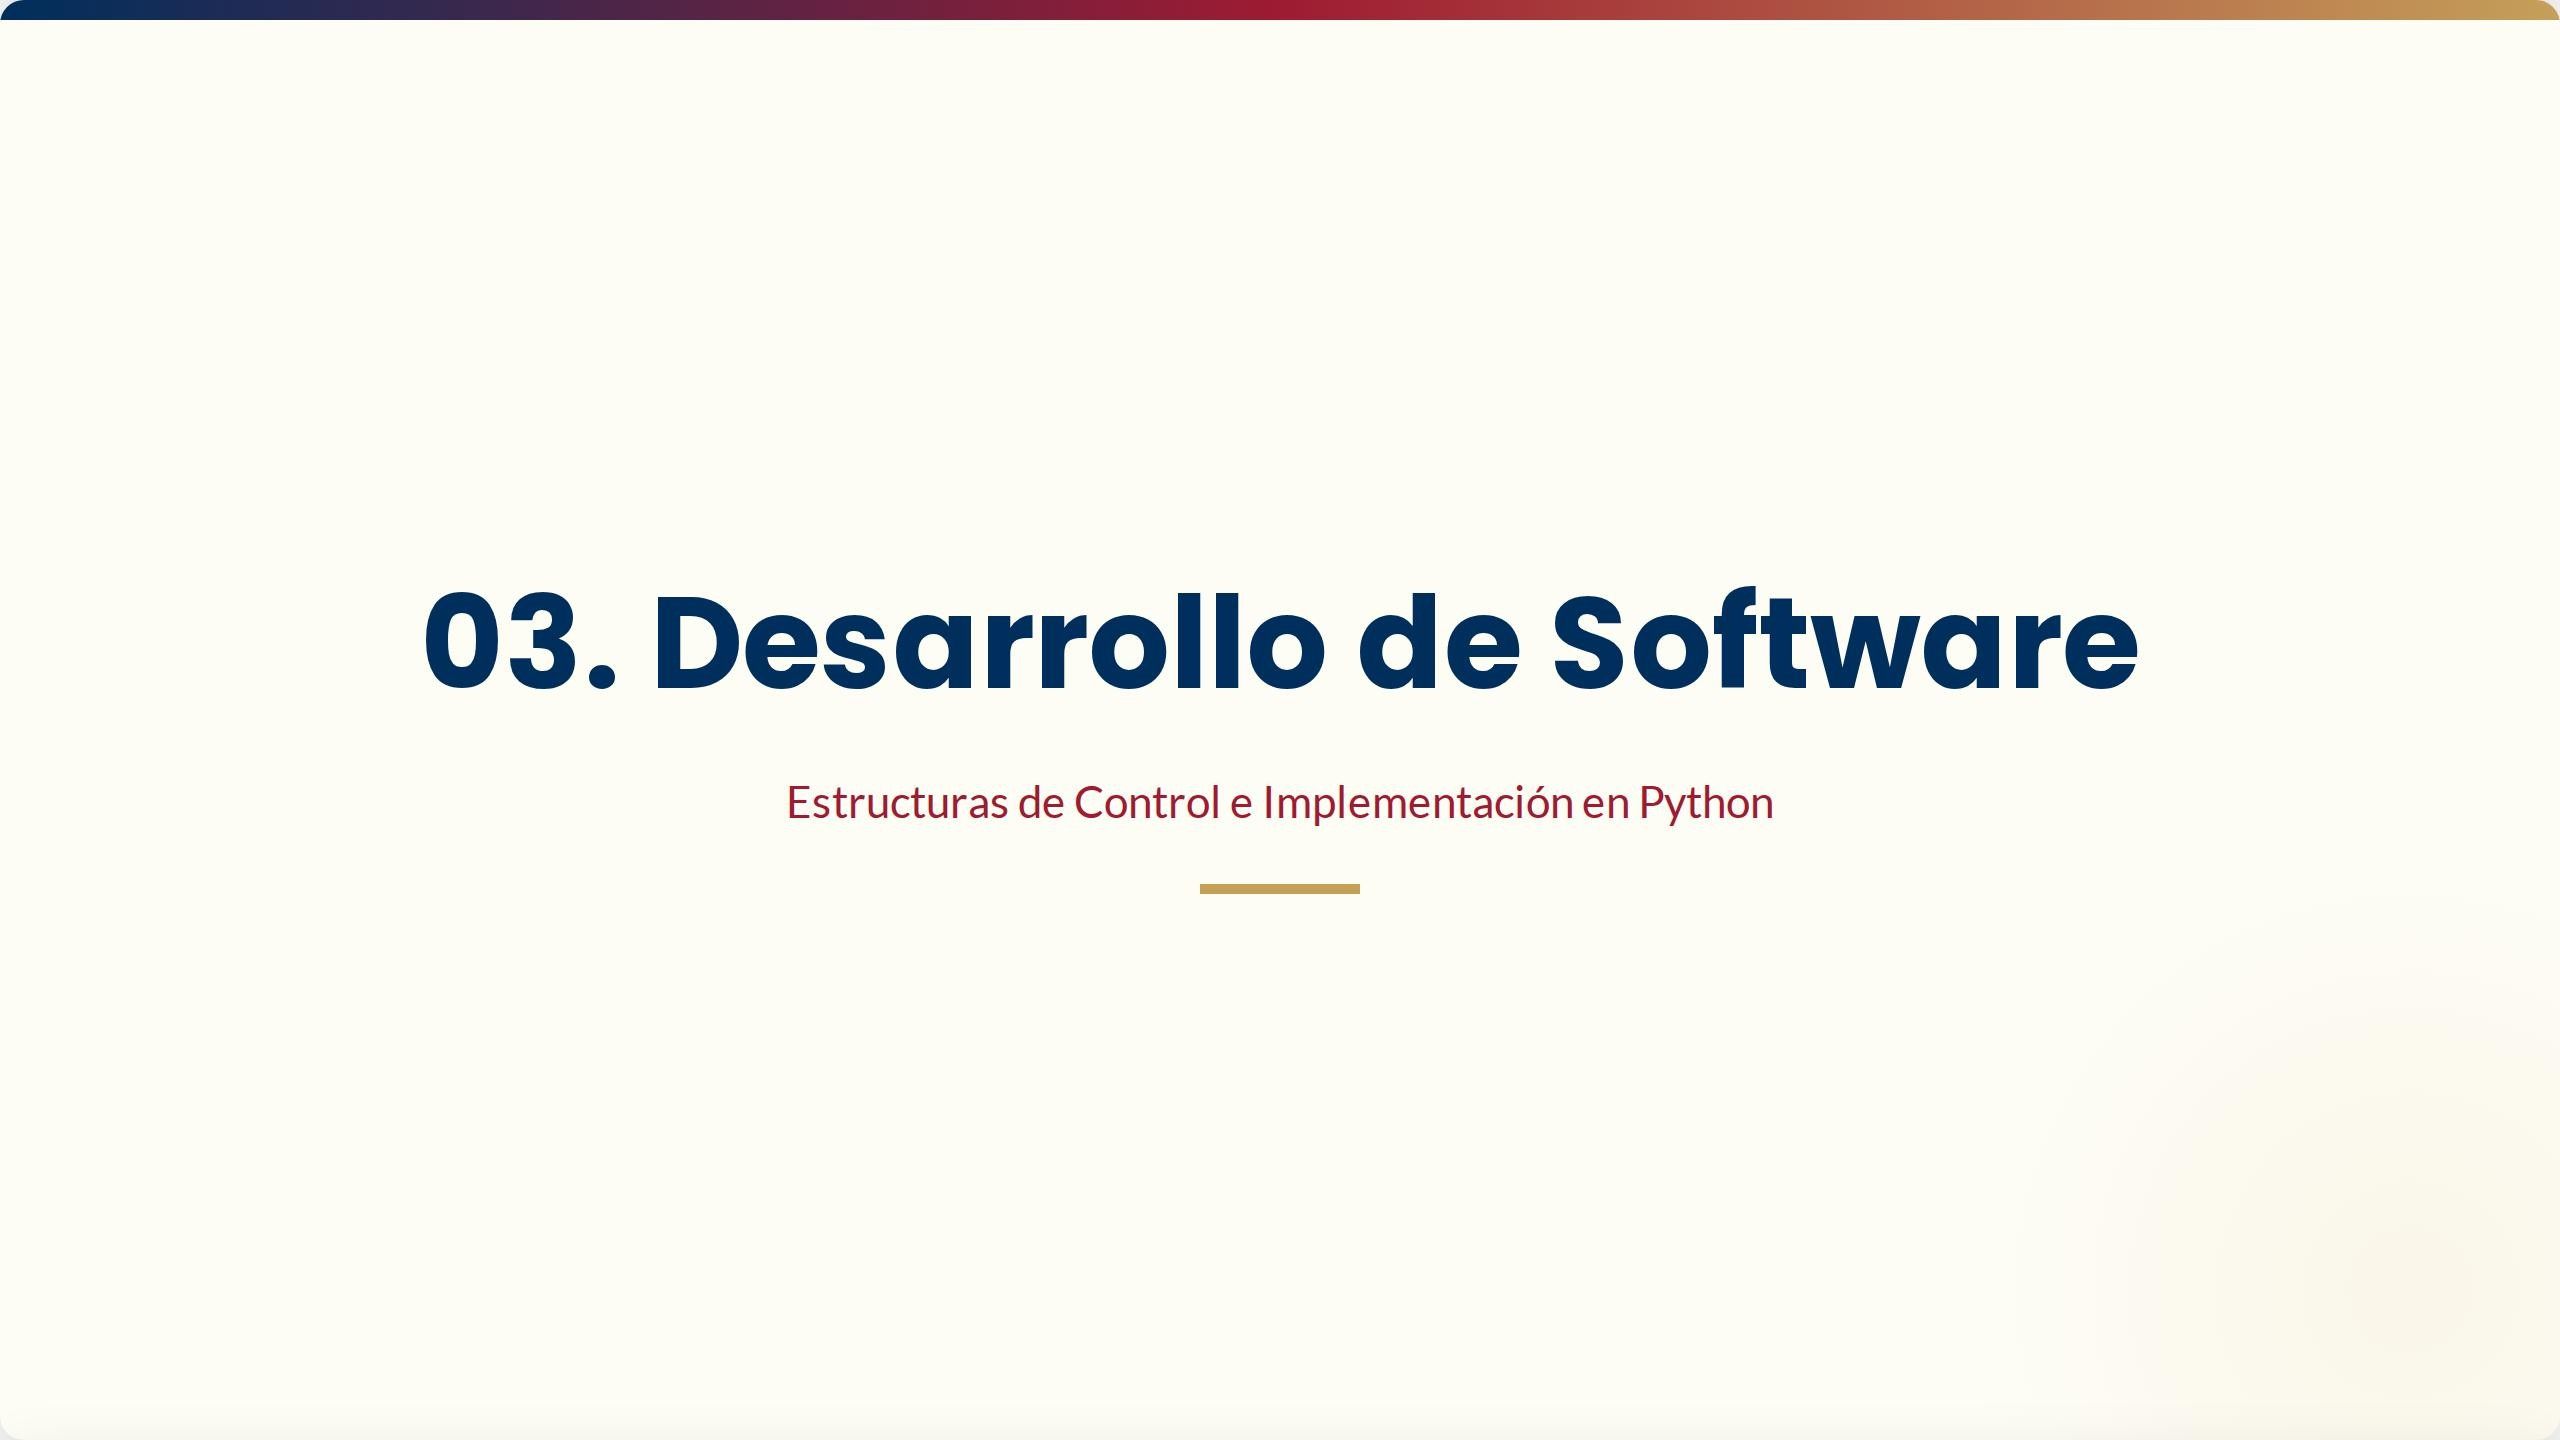 03. Desarrollo de Software
Estructuras de Control e Implementación en Python